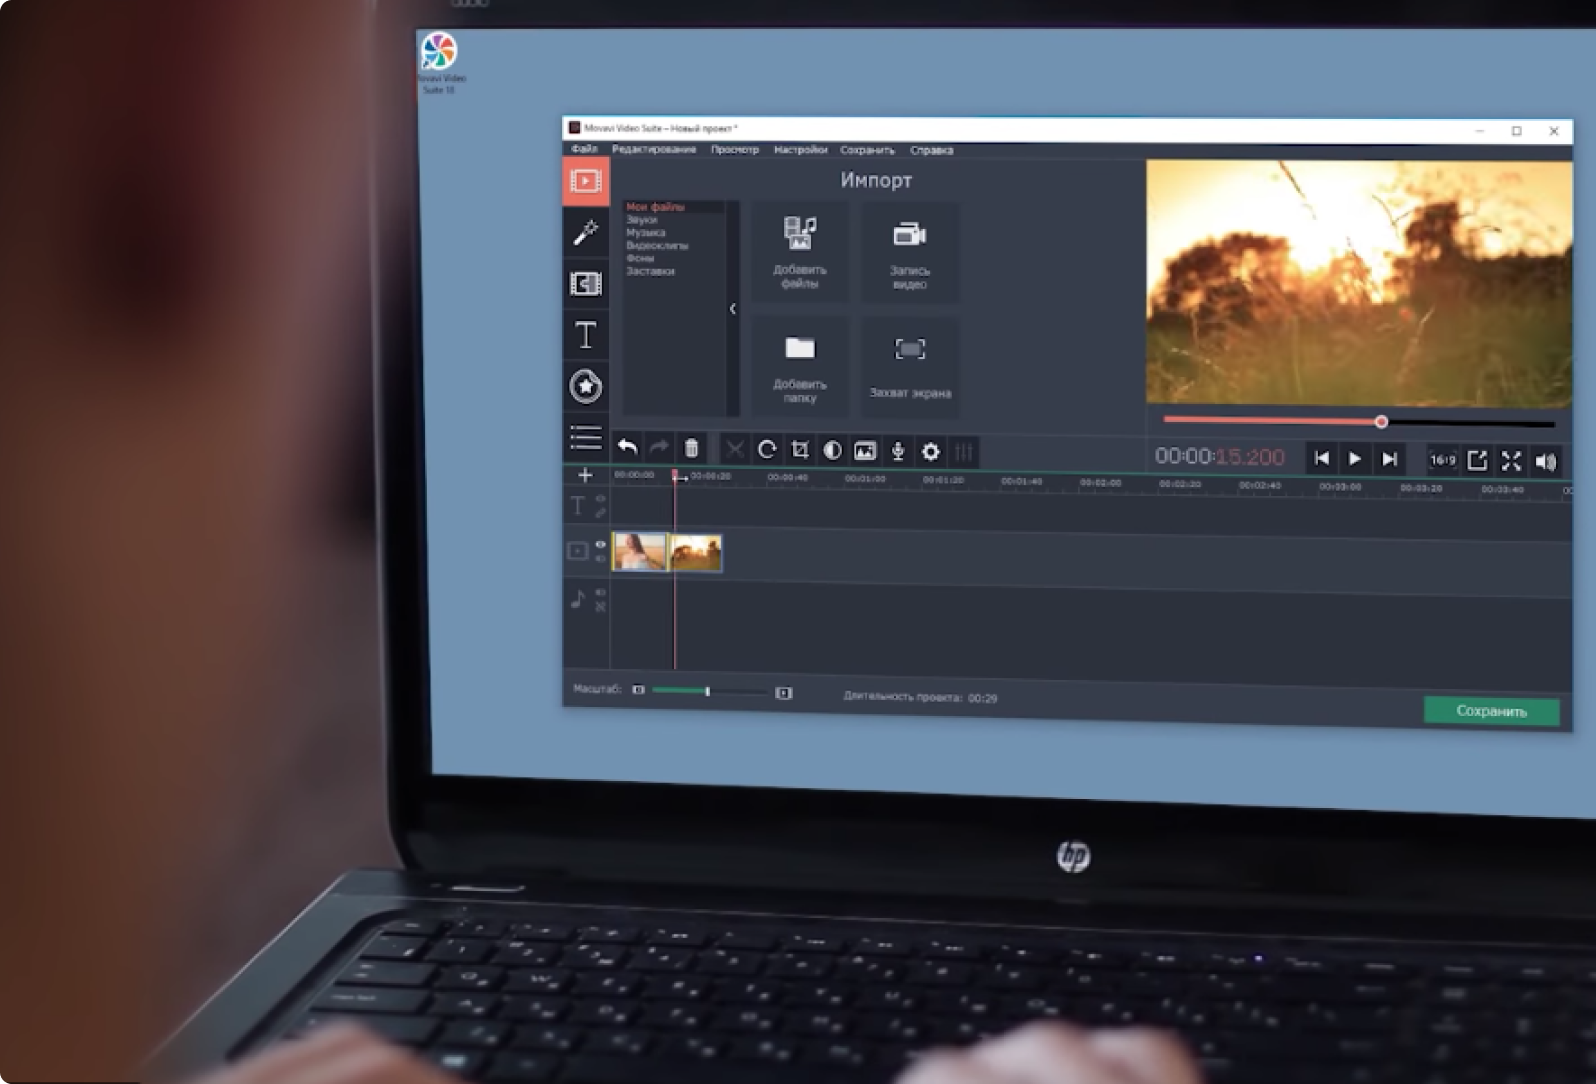 Movavi Video
Suite 18
Movavi Video Suite – Новый проект *
Файл Редактирование Просмотр Настройки Сохранить Справка
Импорт
Мои файлы
Звуки
Музыка
Видеоклипы
Фоны
Заставки
Добавить
файлы
Запись
видео
Добавить
папку
Захват экрана
00:00:15.200
16:9
00:00:00 00:00:20 00:00:40 00:01:00 00:01:20 00:01:40 00:02:00 00:02:20 00:02:40 00:03:00 00:03:20 00:03:40
Масштаб:
Длительность проекта: 00:29
Сохранить
hp